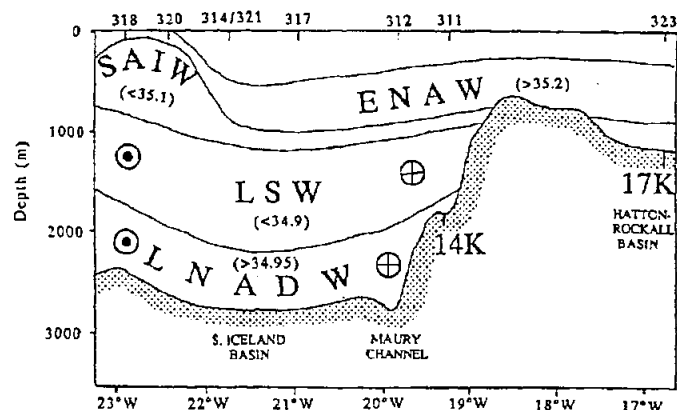 318 320 314/321 317 312 311 323
0
SAIW
(<35.1)
ENAW
(>35.2)
1000
LSW
(<34.9)
17K
HATTON-
ROCKALL
BASIN
2000
14K
LNADW
(>34.95)
3000
S. ICELAND
BASIN
MAURY
CHANNEL
Depth (m)
23°W 22°W 21°W 20°W 19°W 18°W 17°W